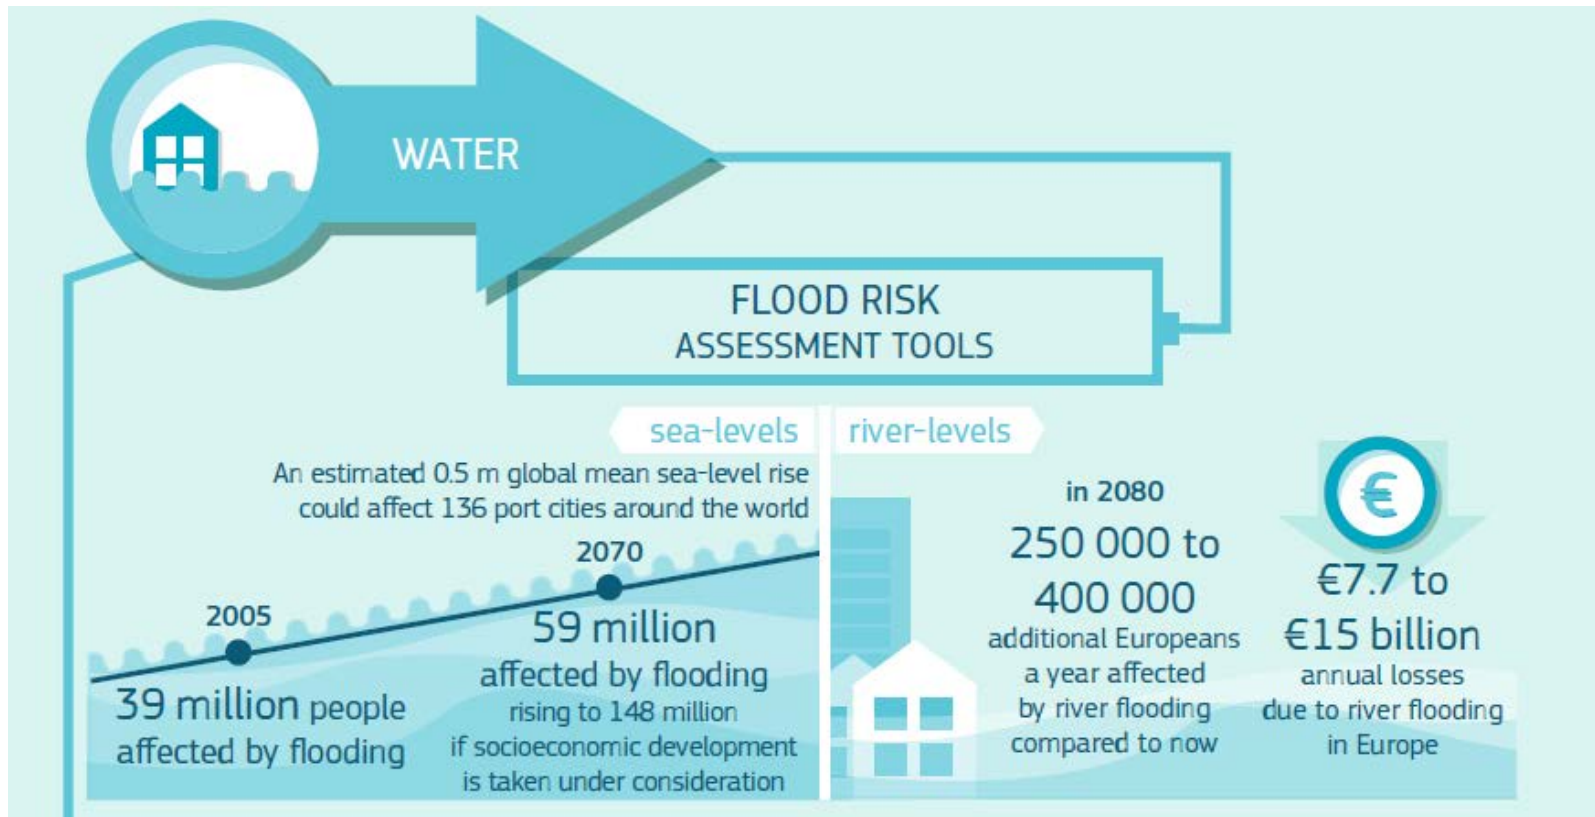 WATER
FLOOD RISK
ASSESSMENT TOOLS
sea-levels
An estimated 0.5 m global mean sea-level rise
could affect 136 port cities around the world
2005
39 million people
affected by flooding
2070
59 million
affected by flooding
rising to 148 million
if socioeconomic development
is taken under consideration
river-levels
in 2080
250 000 to
400 000
additional Europeans
a year affected
by river flooding
compared to now
€
€7.7 to
€15 billion
annual losses
due to river flooding
in Europe